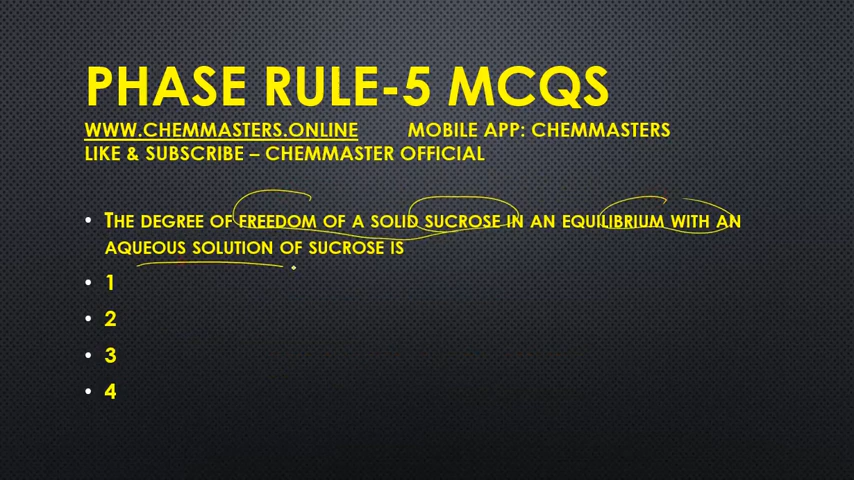 PHASE RULE-5 MCQS
WWW.CHEMMASTERS.ONLINE MOBILE APP: CHEMMASTERS
LIKE & SUBSCRIBE – CHEMMASTER OFFICIAL
• THE DEGREE OF FREEDOM OF A SOLID SUCROSE IN AN EQUILIBRIUM WITH AN
AQUEOUS SOLUTION OF SUCROSE IS
• 1
• 2
• 3
• 4